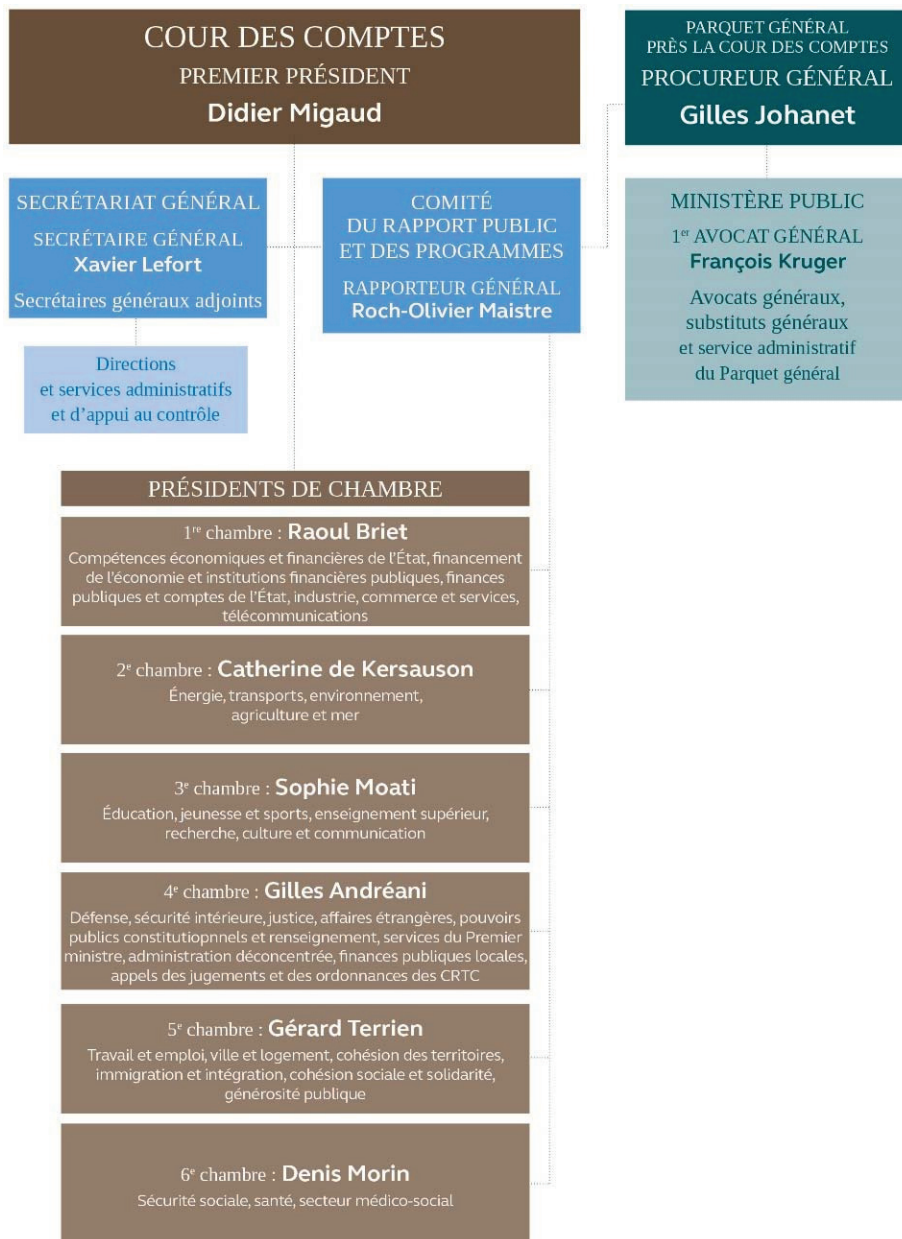 COUR DES COMPTES
PREMIER PRÉSIDENT
Didier Migaud
PARQUET GÉNÉRAL
PRÈS LA COUR DES COMPTES
PROCUREUR GÉNÉRAL
Gilles Johanet
SECRÉTARIAT GÉNÉRAL
SECRÉTAIRE GÉNÉRAL
Xavier Lefort
Secrétaires généraux adjoints
COMITÉ
DU RAPPORT PUBLIC
ET DES PROGRAMMES
RAPPORTEUR GÉNÉRAL
Roch-Olivier Maistre
MINISTÈRE PUBLIC
1er AVOCAT GÉNÉRAL
François Kruger
Avocats généraux,
substituts généraux
et service administratif
du Parquet général
Directions
et services administratifs
et d'appui au contrôle
PRÉSIDENTS DE CHAMBRE
1re chambre : Raoul Briet
Compétences économiques et financières de l'État, financement
de l'économie et institutions financières publiques, finances
publiques et comptes de l'État, industrie, commerce et services,
télécommunications
2e chambre : Catherine de Kersauson
Énergie, transports, environnement,
agriculture et mer
3e chambre : Sophie Moati
Éducation, jeunesse et sports, enseignement supérieur,
recherche, culture et communication
4e chambre : Gilles Andréani
Défense, sécurité intérieure, justice, affaires étrangères, pouvoirs
publics constitutiopnnels et renseignement, services du Premier
ministre, administration déconcentrée, finances publiques locales,
appels des jugements et des ordonnances des CRTC
5e chambre : Gérard Terrien
Travail et emploi, ville et logement, cohésion des territoires,
immigration et intégration, cohésion sociale et solidarité,
générosité publique
6e chambre : Denis Morin
Sécurité sociale, santé, secteur médico-social